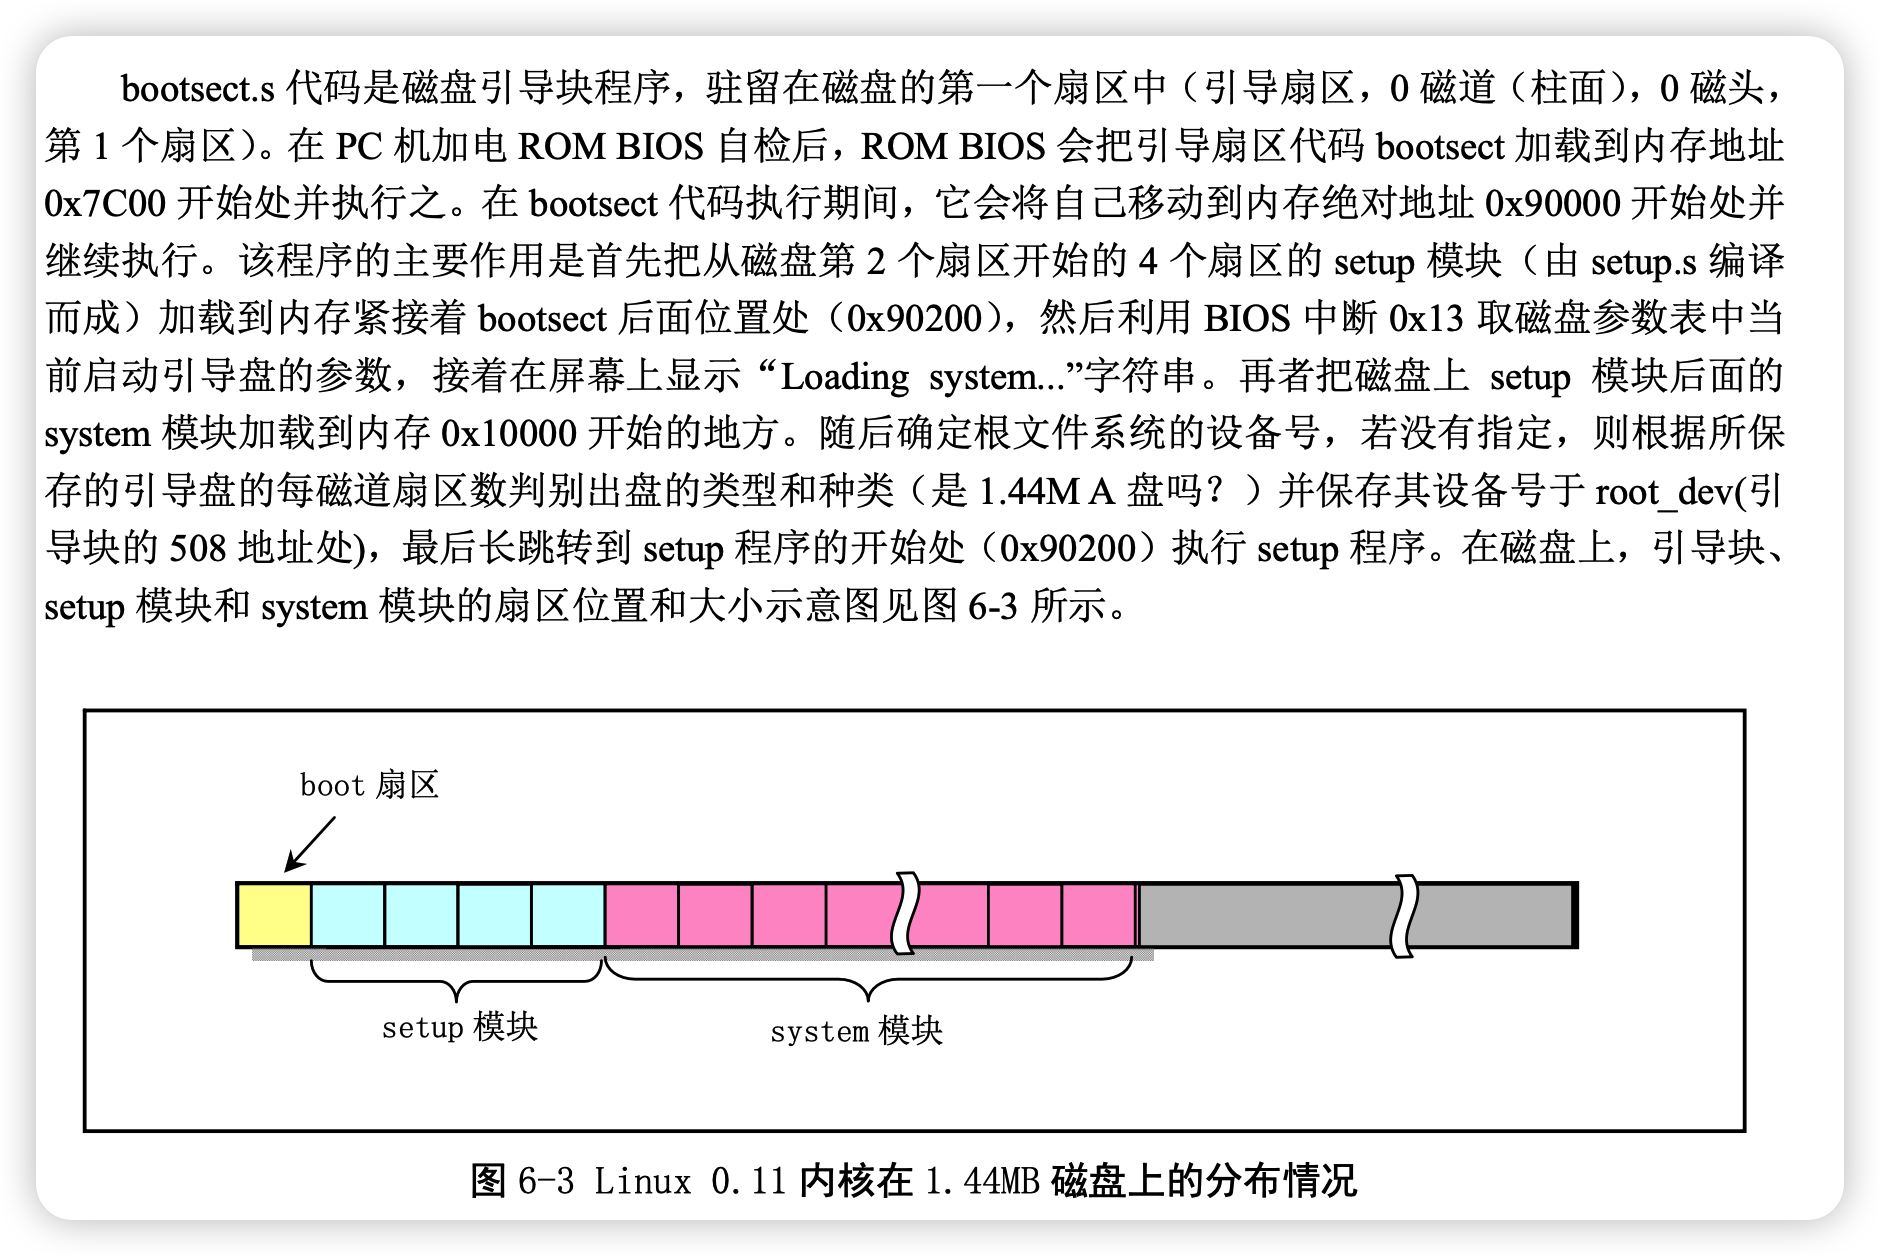 bootsect.s 代码是磁盘引导块程序，驻留在磁盘的第一个扇区中（引导扇区，0 磁道（柱面），0 磁头，
第 1 个扇区）。在 PC 机加电 ROM BIOS 自检后，ROM BIOS 会把引导扇区代码 bootsect 加载到内存地址
0x7C00 开始处并执行之。在 bootsect 代码执行期间，它会将自己移动到内存绝对地址 0x90000 开始处并
继续执行。该程序的主要作用是首先把从磁盘第 2 个扇区开始的 4 个扇区的 setup 模块（由 setup.s 编译
而成）加载到内存紧接着 bootsect 后面位置处（0x90200），然后利用 BIOS 中断 0x13 取磁盘参数表中当
前启动引导盘的参数，接着在屏幕上显示“Loading system...”字符串。再者把磁盘上 setup 模块后面的
system 模块加载到内存 0x10000 开始的地方。随后确定根文件系统的设备号，若没有指定，则根据所保
存的引导盘的每磁道扇区数判别出盘的类型和种类（是 1.44M A 盘吗？）并保存其设备号于 root_dev(引
导块的 508 地址处)，最后长跳转到 setup 程序的开始处（0x90200）执行 setup 程序。在磁盘上，引导块、
setup 模块和 system 模块的扇区位置和大小示意图见图 6-3 所示。
boot 扇区
setup 模块
system 模块
图 6-3 Linux 0.11 内核在 1.44MB 磁盘上的分布情况